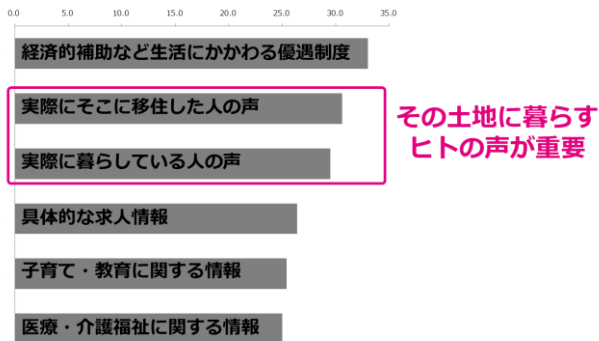 0.0 5.0 10.0 15.0 20.0 25.0 30.0 35.0
経済的補助など生活にかかわる優遇制度
実際にそこに移住した人の声
実際に暮らしている人の声
その土地に暮らす
ヒトの声が重要
具体的な求人情報
子育て・教育に関する情報
医療・介護福祉に関する情報